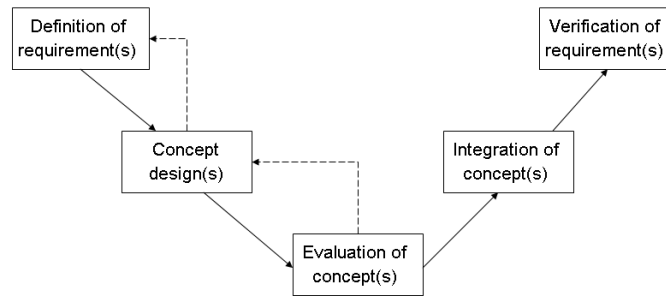 Definition of
requirement(s)
Verification of
requirement(s)
Concept
design(s)
Integration of
concept(s)
Evaluation of
concept(s)